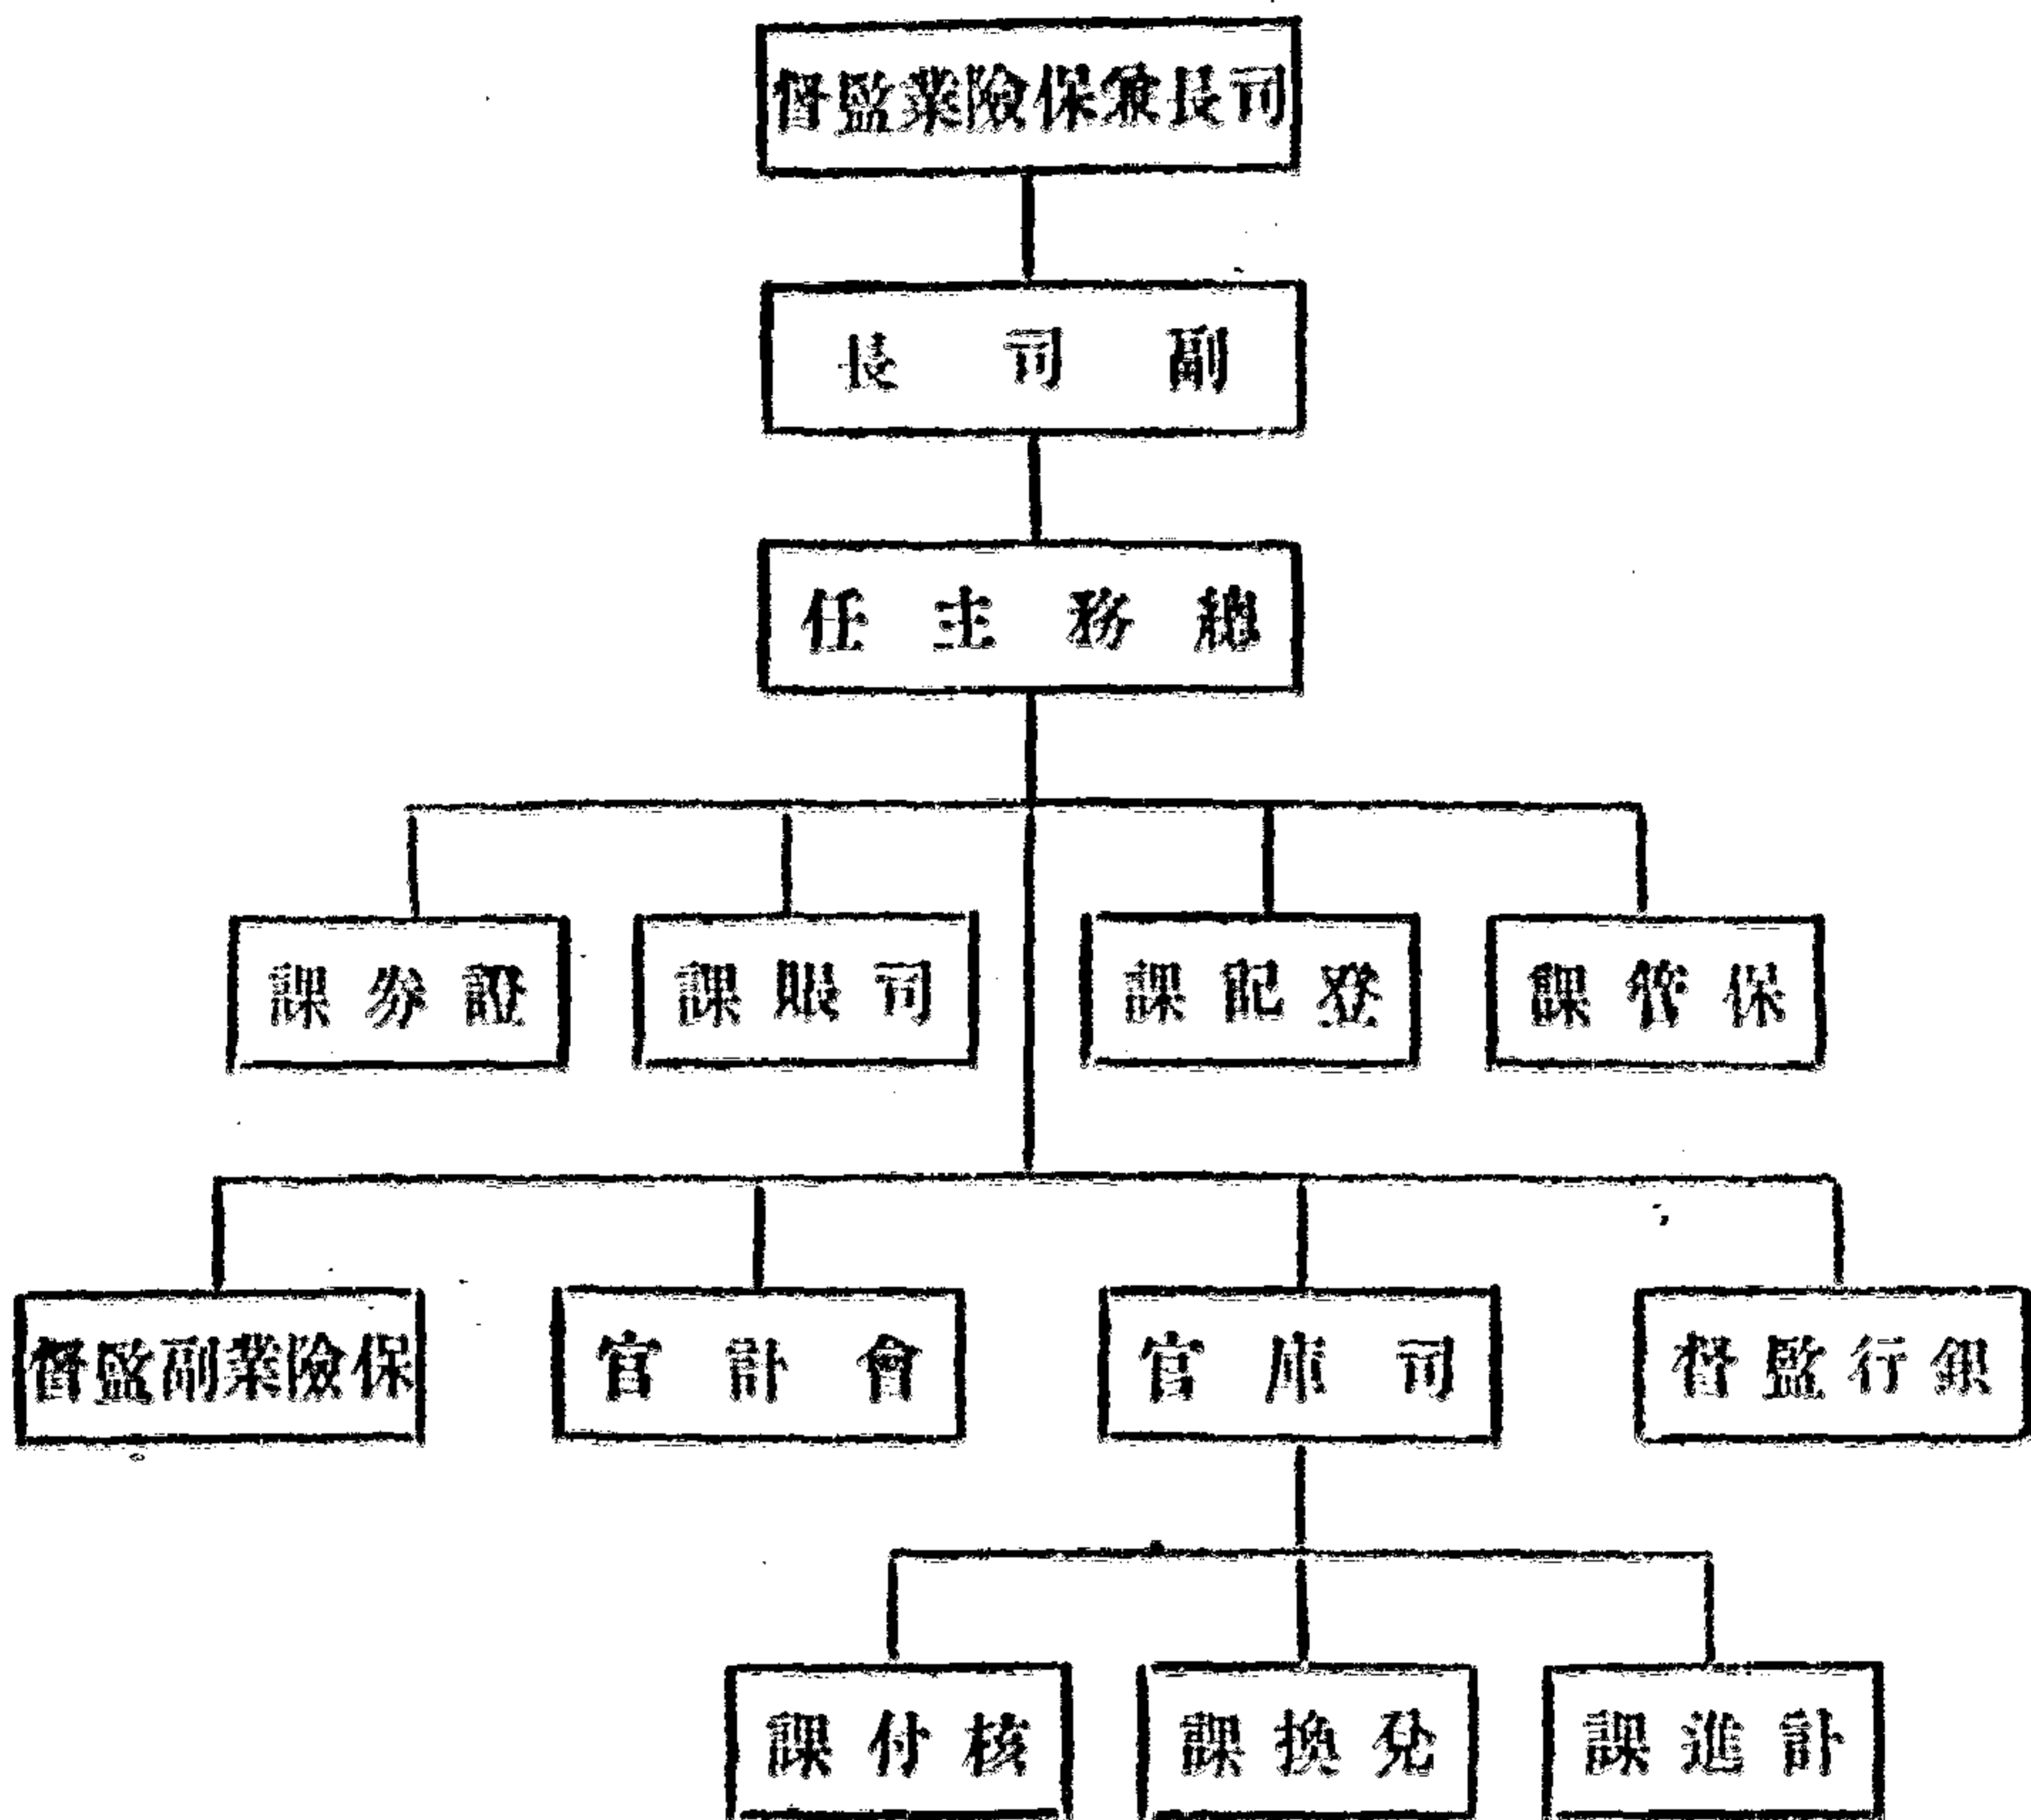 司長兼保險業監督
副司長
總務主任
保管課
登記課
司賬課
證券課
銀行監督
司庫官
會計官
保險業副監督
計進課
兌換課
核付課